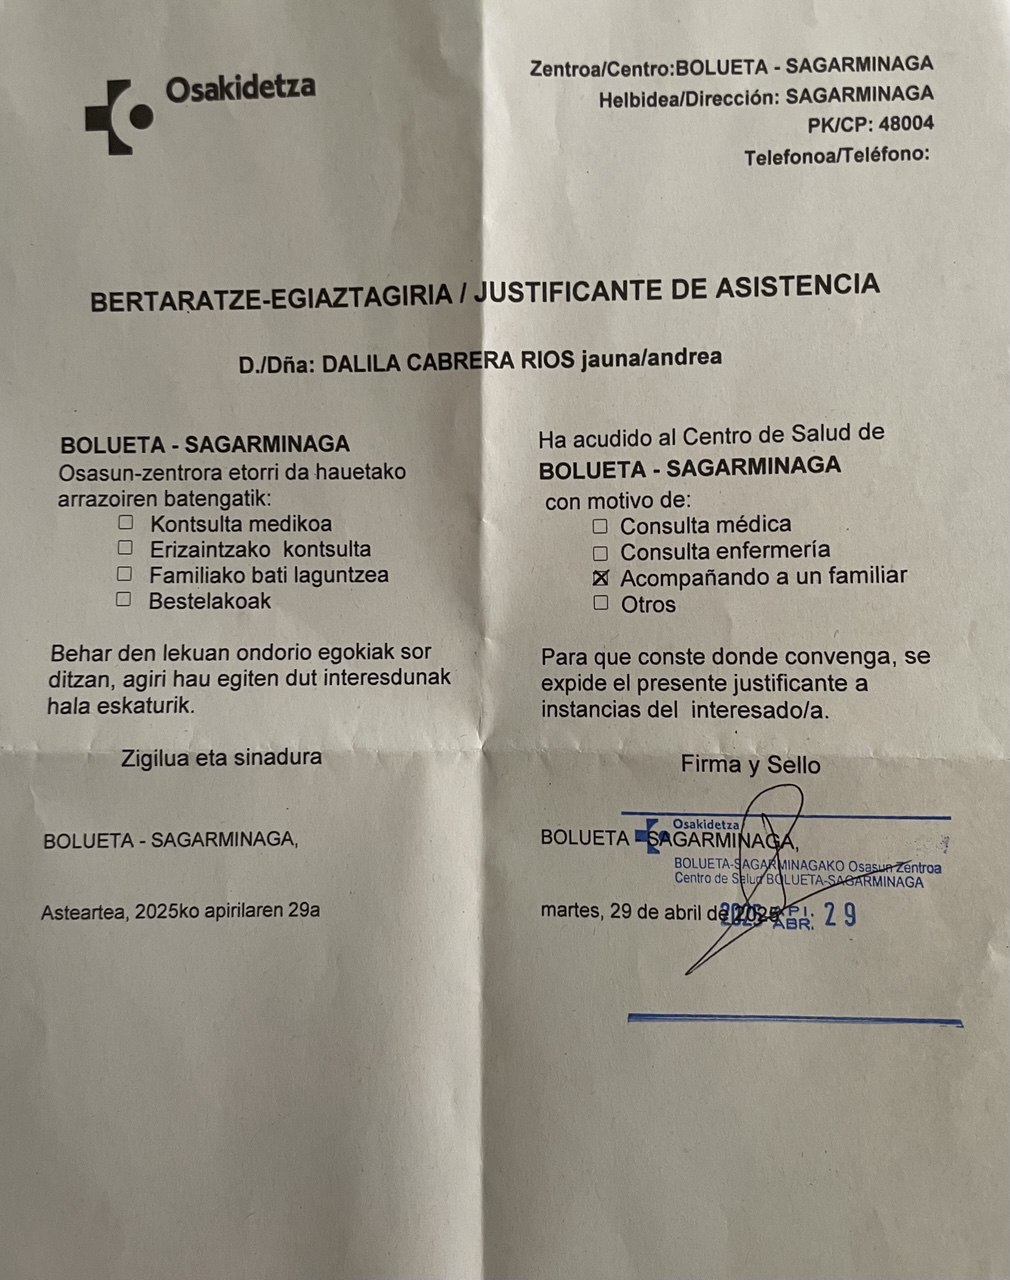 Osakidetza
Zentroa/Centro:BOLUETA - SAGARMINAGA
Helbidea/Dirección: SAGARMINAGA
PK/CP: 48004
Telefonoa/Teléfono:
BERTARATZE-EGIAZTAGIRIA / JUSTIFICANTE DE ASISTENCIA
D./Dña: DALILA CABRERA RIOS jauna/andrea
BOLUETA - SAGARMINAGA
Osasun-zentrora etorri da hauetako
arrazoiren batengatik:
☐ Kontsulta medikoa
☐ Erizaintzako kontsulta
☐ Familiako bati laguntzea
☐ Bestelakoak
Behar den lekuan ondorio egokiak sor
ditzan, agiri hau egiten dut interesdunak
hala eskaturik.
Zigilua eta sinadura
BOLUETA - SAGARMINAGA,
Asteartea, 2025ko apirilaren 29a
Ha acudido al Centro de Salud de
BOLUETA - SAGARMINAGA
con motivo de:
☐ Consulta médica
☐ Consulta enfermería
☒ Acompañando a un familiar
☐ Otros
Para que conste donde convenga, se
expide el presente justificante a
instancias del interesado/a.
Firma y Sello
BOLUETA - SAGARMINAGA,
Osakidetza
BOLUETA-SAGARMINAGAKO Osasun Zentroa
Centro de Salud BOLUETA-SAGARMINAGA
martes, 29 de abril de 2025
2025 API. ABR. 29